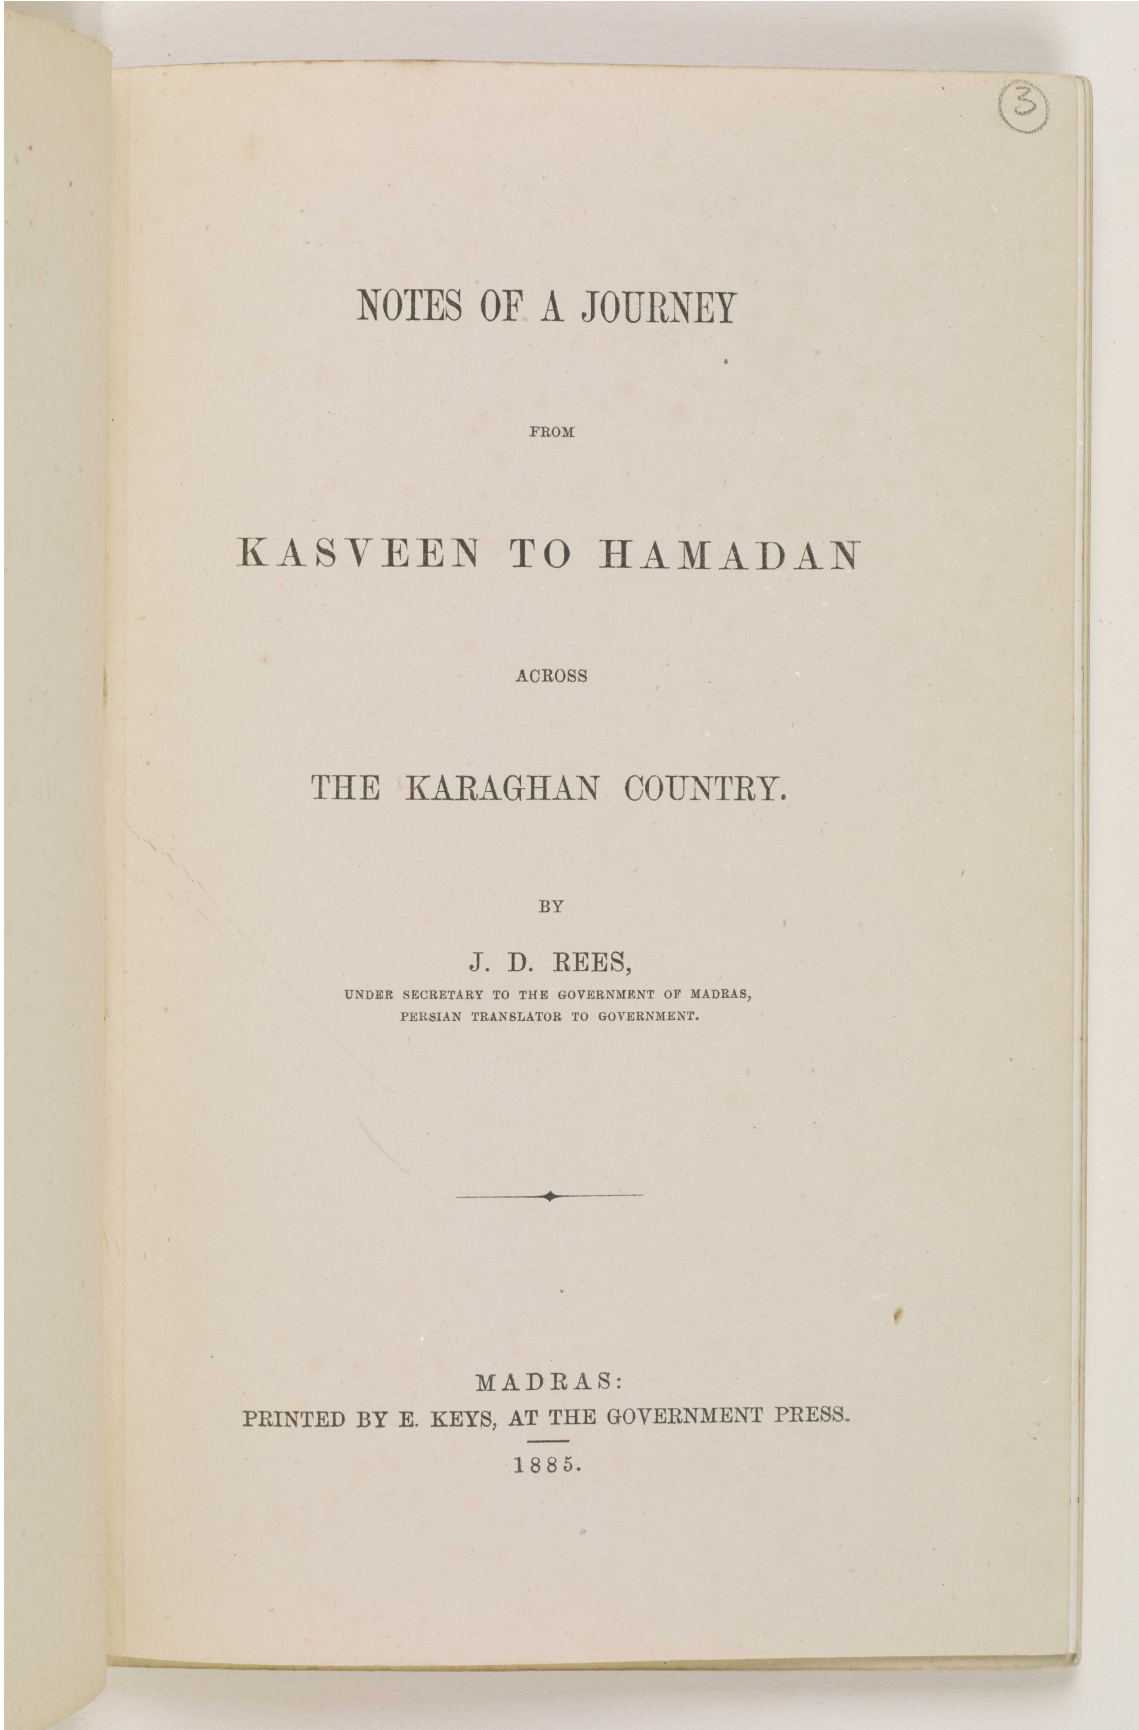 3
NOTES OF A JOURNEY
FROM
KASVEEN TO HAMADAN
ACROSS
THE KARAGHAN COUNTRY.
BY
J. D. REES,
UNDER SECRETARY TO THE GOVERNMENT OF MADRAS,
PERSIAN TRANSLATOR TO GOVERNMENT.
MADRAS:
PRINTED BY E. KEYS, AT THE GOVERNMENT PRESS.
1885.